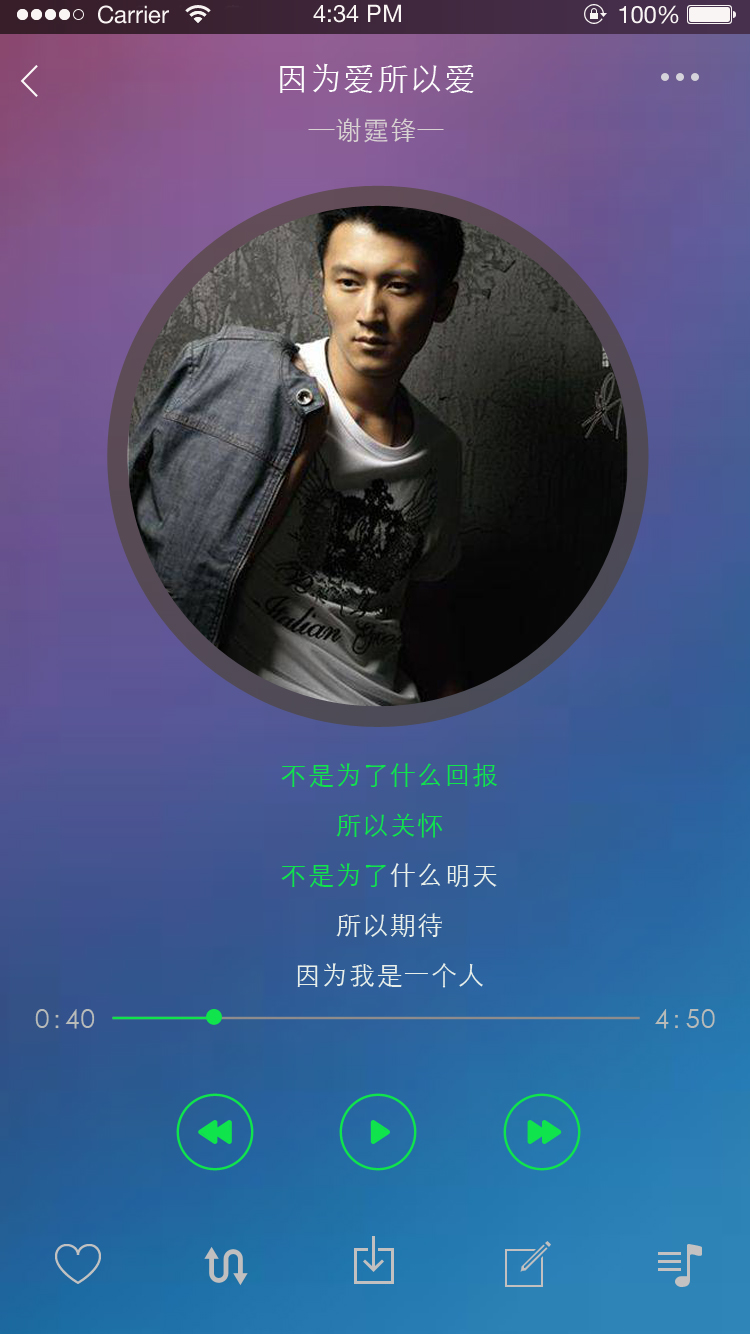 Carrier 4:34 PM 100%
因为爱所以爱
—谢霆锋—
Italian
不是为了什么回报
所以关怀
不是为了什么明天
所以期待
因为我是一个人
0:40 4:50